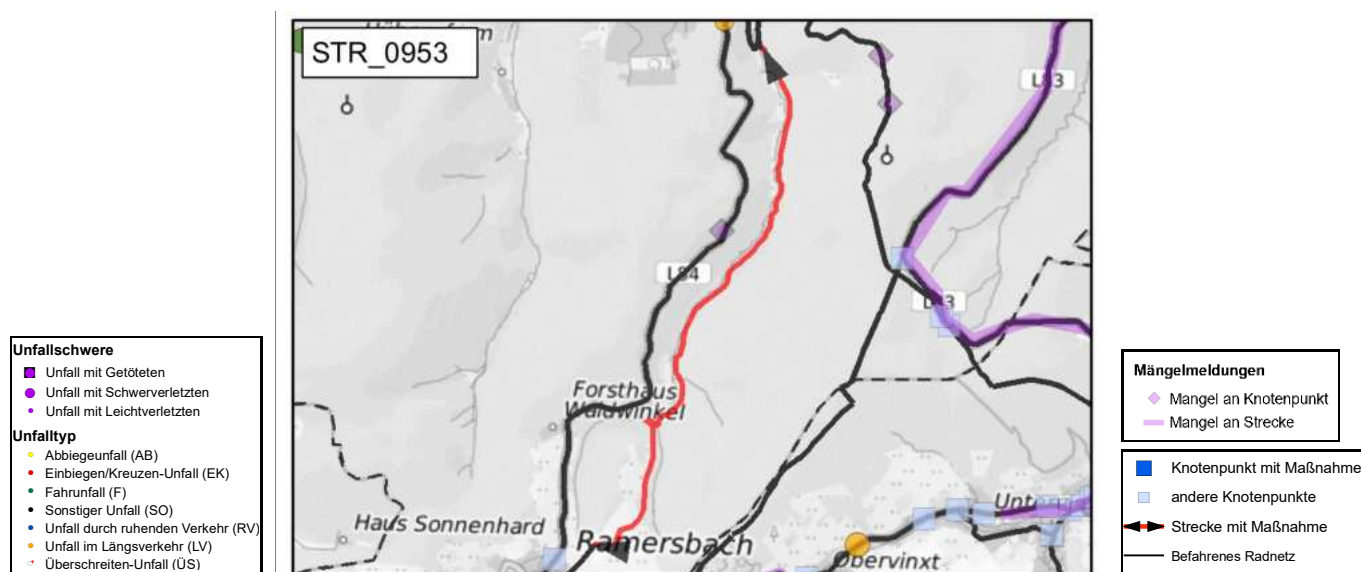 STR_0953
L83
L84
L83
Forsthaus
Waldwinkel
Haus Sonnenhard
Ramersbach
Obervinxt
Unfallschwere
Unfall mit Getöteten
Unfall mit Schwerverletzten
Unfall mit Leichtverletzten
Unfalltyp
Abbiegeunfall (AB)
Einbiegen/Kreuzen-Unfall (EK)
Fahrunfall (F)
Sonstiger Unfall (SO)
Unfall durch ruhenden Verkehr (RV)
Unfall im Längsverkehr (LV)
Überschreiten-Unfall (ÜS)
Mängelmeldungen
Mangel an Knotenpunkt
Mangel an Strecke
Knotenpunkt mit Maßnahme
andere Knotenpunkte
Strecke mit Maßnahme
Befahrenes Radnetz